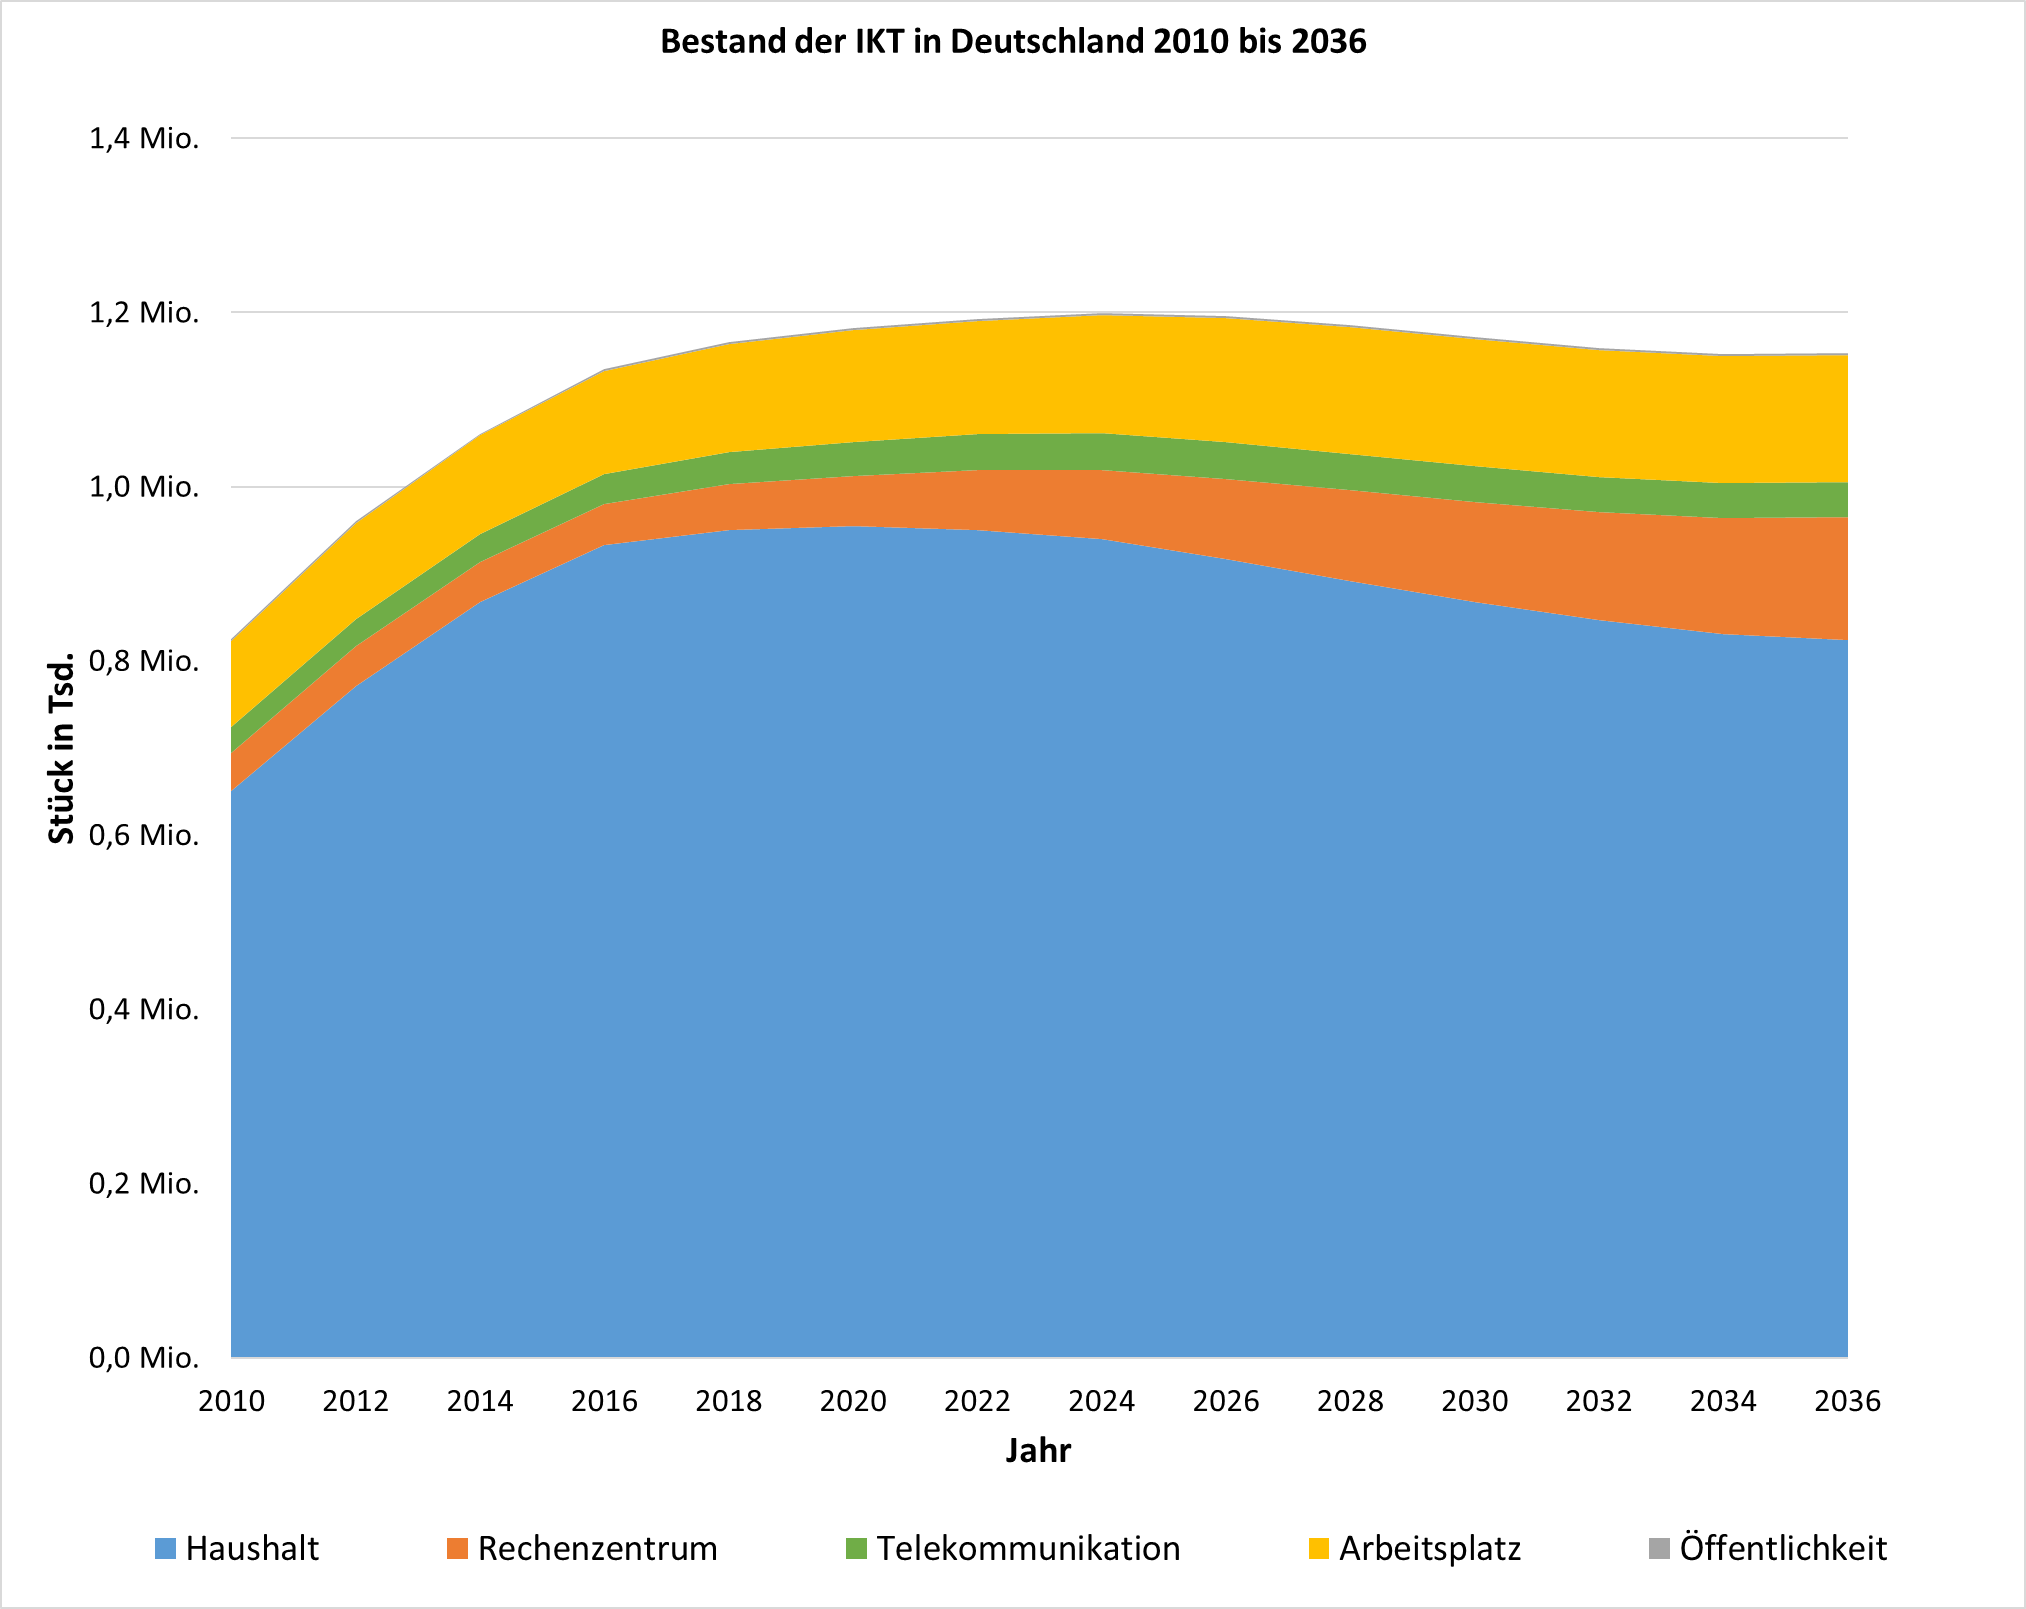 Bestand der IKT in Deutschland 2010 bis 2036
1,4 Mio.
1,2 Mio.
1,0 Mio.
0,8 Mio.
0,6 Mio.
0,4 Mio.
0,2 Mio.
0,0 Mio.
Stück in Tsd.
2010 2012 2014 2016 2018 2020 2022 2024 2026 2028 2030 2032 2034 2036
Jahr
Haushalt Rechenzentrum Telekommunikation Arbeitsplatz Öffentlichkeit